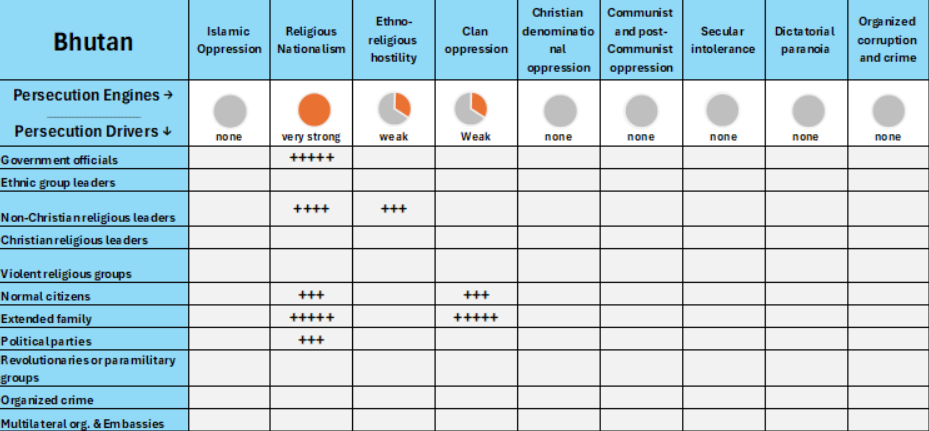 Bhutan
Islamic
Oppression
Religious
Nationalism
Ethno-
religious
hostility
Clan
oppression
Christian
denominatio
nal
oppression
Communist
and post-
Communist
oppression
Secular
intolerance
Dictatorial
paranoia
Organized
corruption
and crime
Persecution Engines →
Persecution Drivers ↓
none
very strong
weak
Weak
none
none
none
none
none
Government officials
+++++
Ethnic group leaders
Non-Christian religious leaders
++++
+++
Christian religious leaders
Violent religious groups
Normal citizens
+++
+++
Extended family
+++++
+++++
Political parties
+++
Revolutionaries or paramilitary
groups
Organized crime
Multilateral org. & Embassies